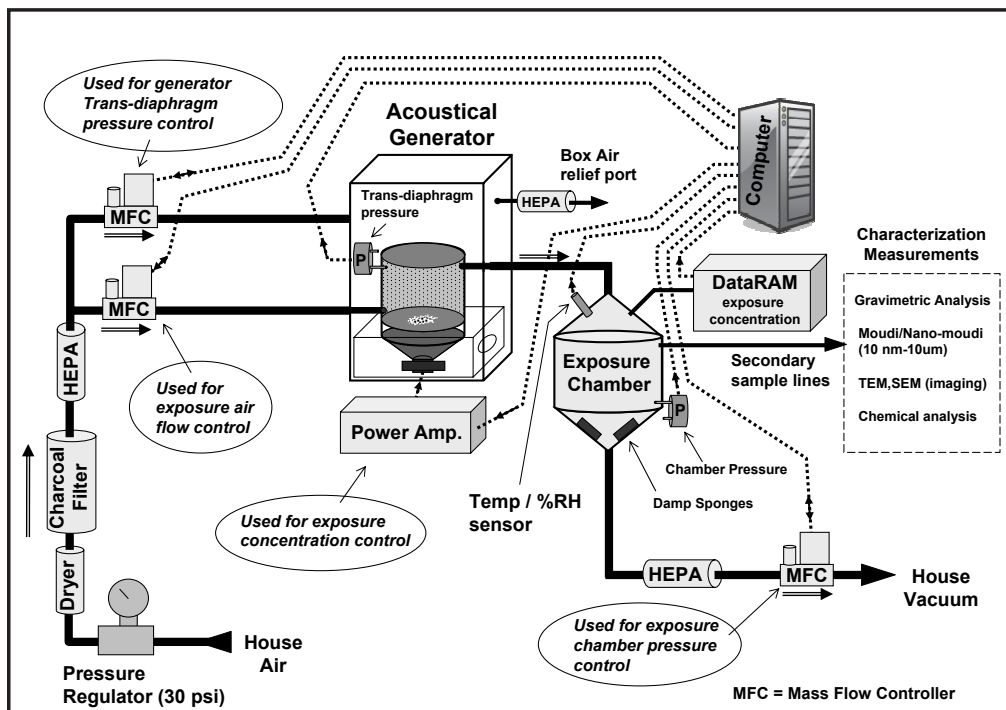 Used for generator
Trans-diaphragm
pressure control
Acoustical
Generator
Box Air
relief port
HEPA
Computer
MFC
Trans-diaphragm
pressure
P
MFC
Used for
exposure air
flow control
HEPA
Charcoal
Filter
Dryer
House
Air
Pressure
Regulator (30 psi)
Power Amp.
Used for exposure
concentration control
Temp / %RH
sensor
Exposure
Chamber
DataRAM
exposure
concentration
Secondary
sample lines
P
Chamber Pressure
Damp Sponges
Characterization
Measurements
Gravimetric Analysis
Moudi/Nano-moudi
(10 nm-10um)
TEM,SEM (imaging)
Chemical analysis
HEPA
MFC
House
Vacuum
Used for exposure
chamber pressure
control
MFC = Mass Flow Controller